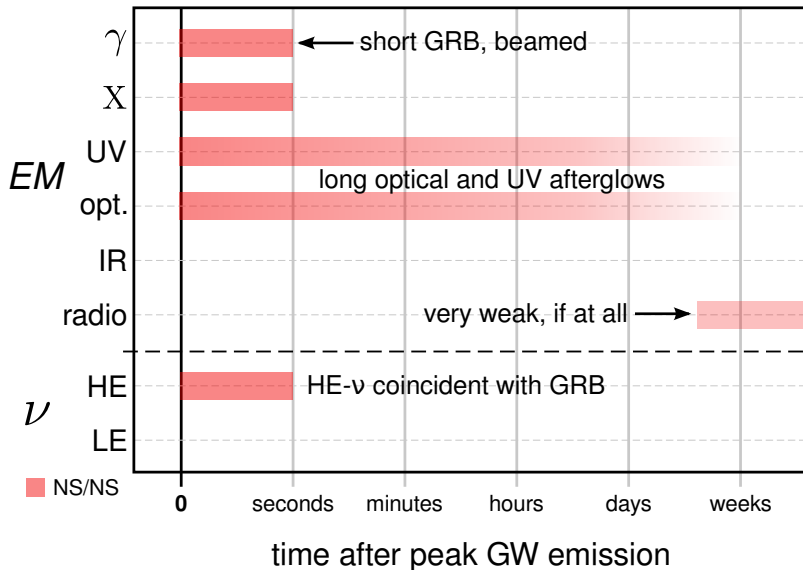 γ
short GRB, beamed
X
UV
EM
long optical and UV afterglows
opt.
IR
radio
very weak, if at all
HE
HE-ν coincident with GRB
ν
LE
NS/NS
0 seconds minutes hours days weeks
time after peak GW emission